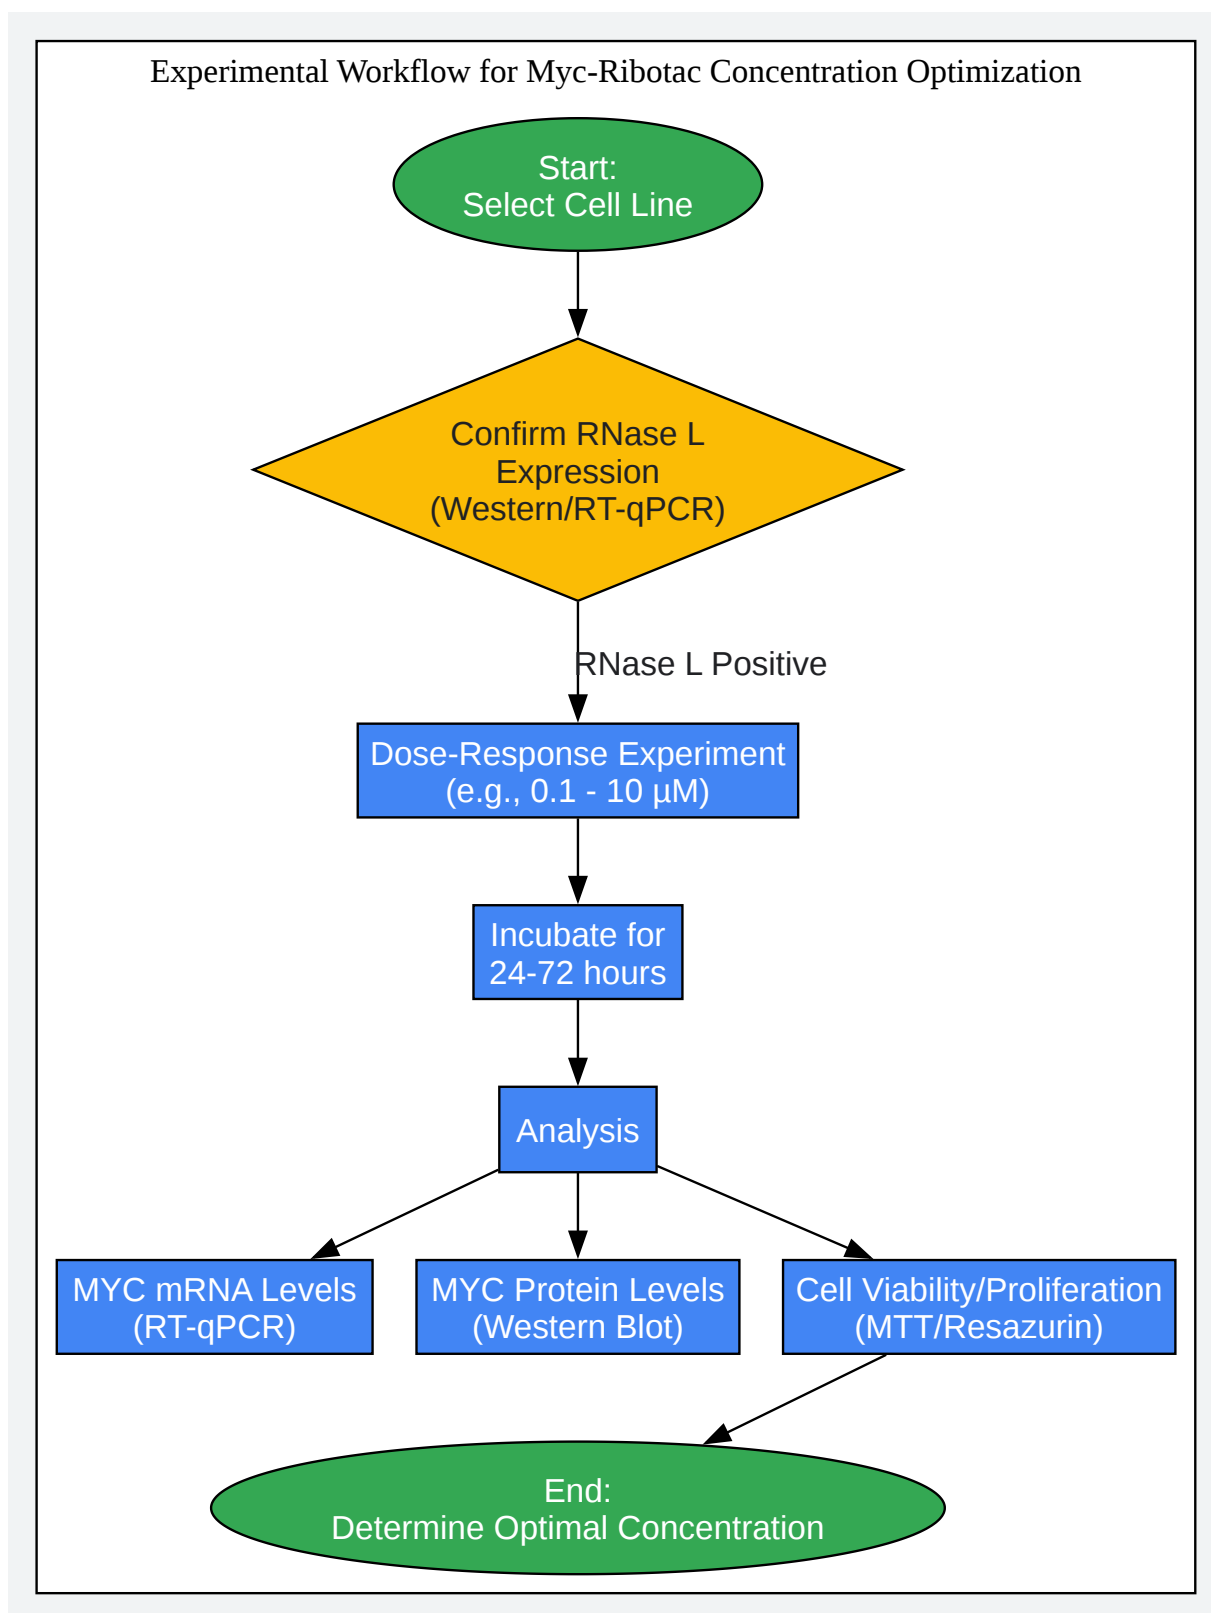 Experimental Workflow for Myc-Ribotac Concentration Optimization
Start:
Select Cell Line
Confirm RNase L
Expression
(Western/RT-qPCR)
RNase L Positive
Dose-Response Experiment
(e.g., 0.1 - 10 µM)
Incubate for
24-72 hours
Analysis
MYC mRNA Levels
(RT-qPCR)
MYC Protein Levels
(Western Blot)
Cell Viability/Proliferation
(MTT/Resazurin)
End:
Determine Optimal Concentration